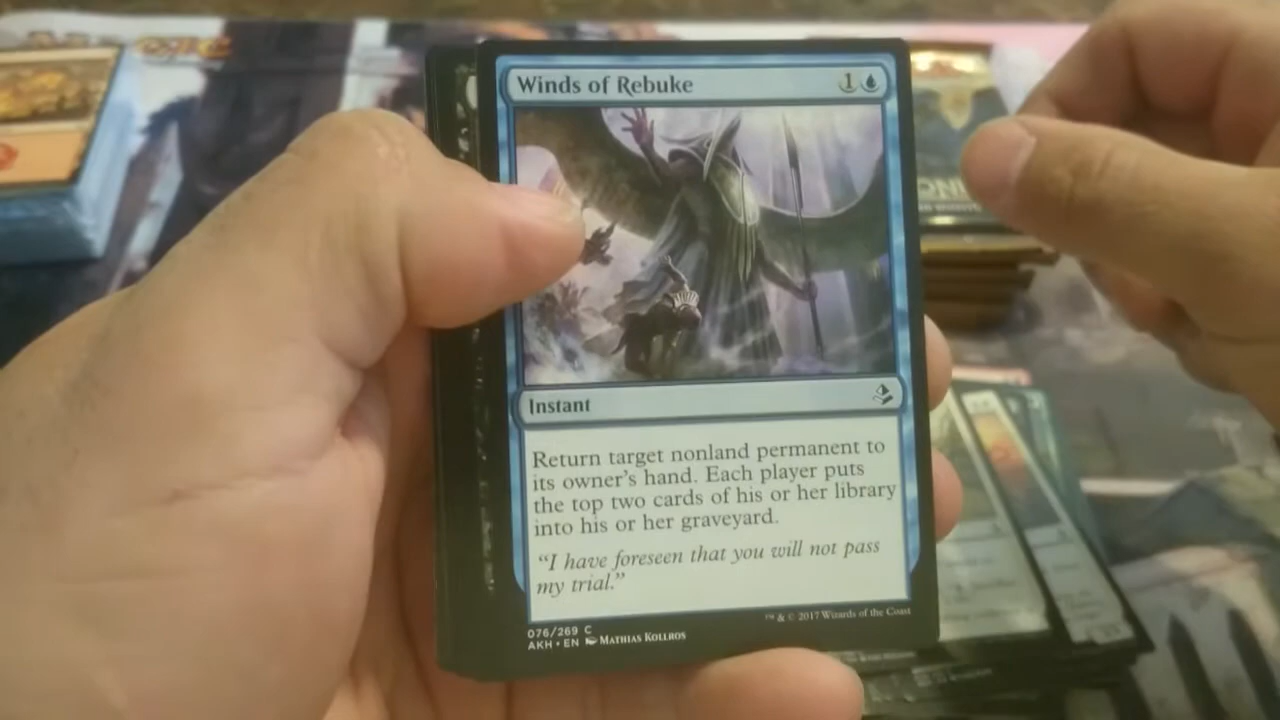 Winds of Rebuke 1
Instant
Return target nonland permanent to
its owner's hand. Each player puts
the top two cards of his or her library
into his or her graveyard.
“I have foreseen that you will not pass
my trial.”
076/269 C
™ & © 2017 Wizards of the Coast
AKH • EN Mathias Kollros